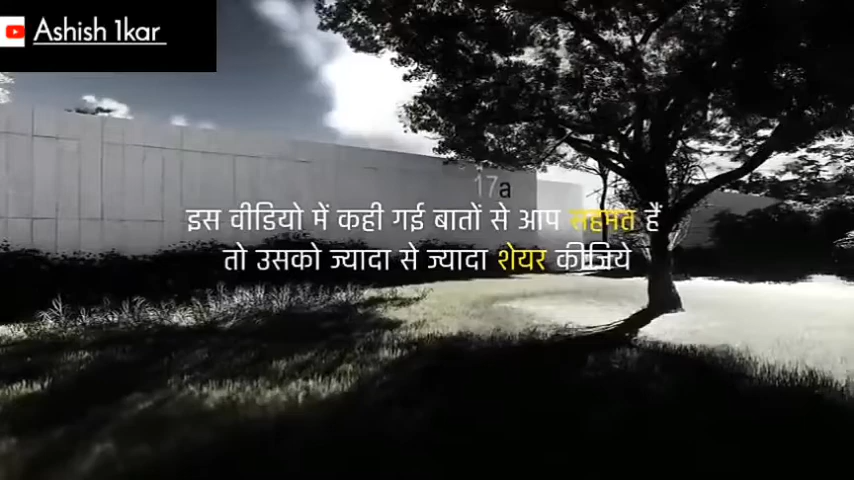 Ashish 1kar
17a
इस वीडियो में कही गई बातों से आप सहमत हैं
तो उसको ज्यादा से ज्यादा शेयर कीजिये